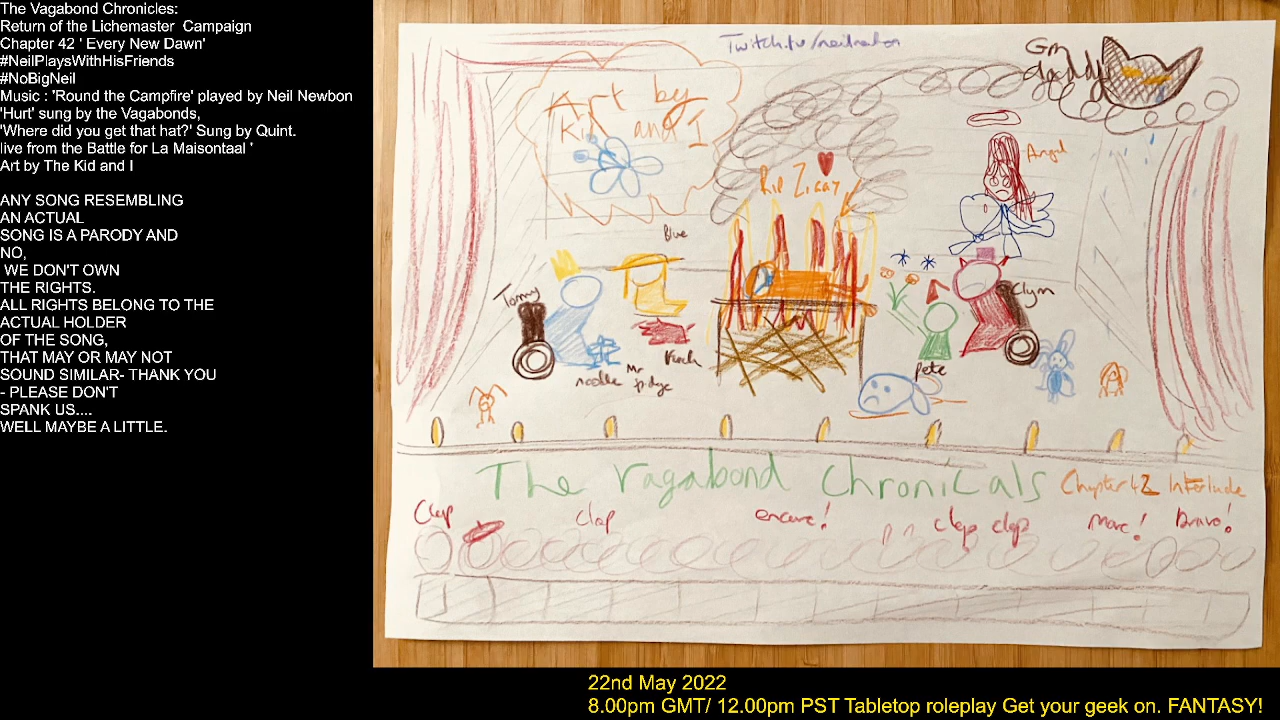 The Vagabond Chronicles:
Return of the Lichemaster Campaign
Chapter 42 ' Every New Dawn'
#NeilPlaysWithHisFriends
#NoBigNeil
Music : 'Round the Campfire' played by Neil Newbon
'Hurt' sung by the Vagabonds,
'Where did you get that hat?' Sung by Quint.
live from the Battle for La Maisontaal '
Art by The Kid and I
ANY SONG RESEMBLING
AN ACTUAL
SONG IS A PARODY AND
NO,
WE DON'T OWN
THE RIGHTS.
ALL RIGHTS BELONG TO THE
ACTUAL HOLDER
OF THE SONG,
THAT MAY OR MAY NOT
SOUND SIMILAR- THANK YOU
- PLEASE DON'T
SPANK US....
WELL MAYBE A LITTLE.
Gm
daddy
Art by
Kid and I
Angel
Rip Ziggy
Blue
Tommy
Clym
noodle
Mr
pidge
pete
The Vagabond Chronicals
Chapter 42 Interlude
Clap
clap
encore!
clap clap
more!
bravo!
22nd May 2022
8.00pm GMT/ 12.00pm PST Tabletop roleplay Get your geek on. FANTASY!